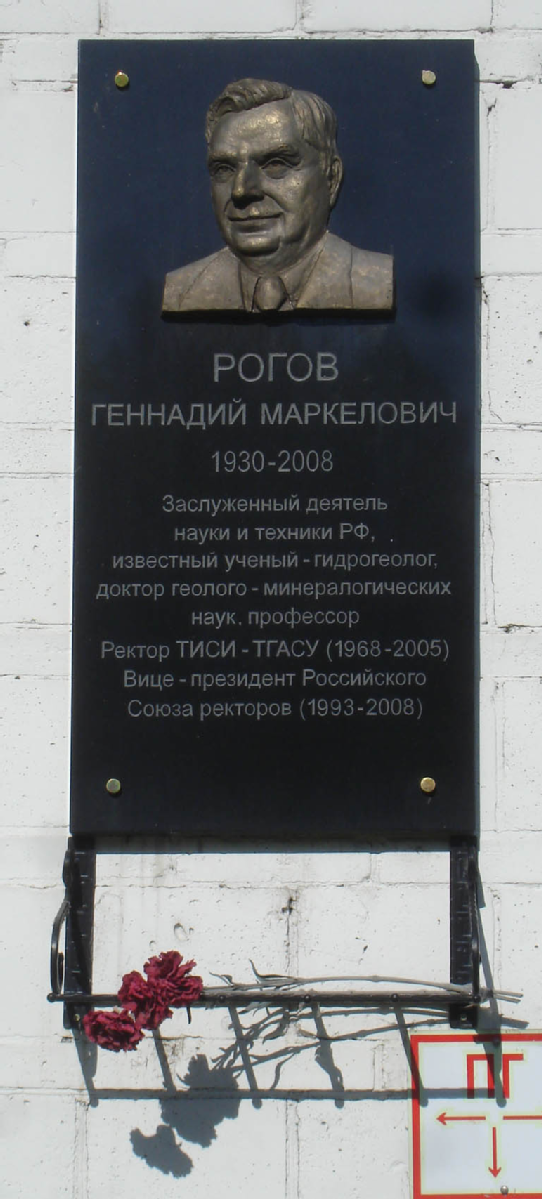 РОГОВ
ГЕННАДИЙ МАРКЕЛОВИЧ
1930-2008
Заслуженный деятель
науки и техники РФ,
известный ученый - гидрогеолог,
доктор геолого - минералогических
наук, профессор
Ректор ТИСИ - ТГАСУ (1968-2005)
Вице - президент Российского
Союза ректоров (1993-2008)
ПГ